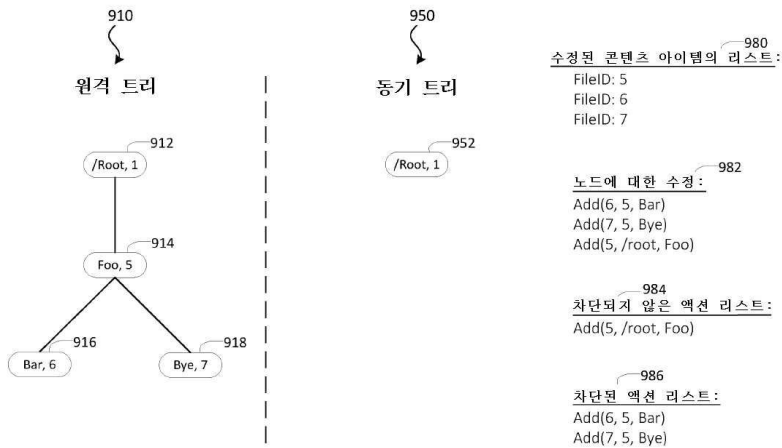 910
원격 트리
912
/Root, 1
914
Foo, 5
916
Bar, 6
918
Bye, 7
950
동기 트리
952
/Root, 1
980
수정된 콘텐츠 아이템의 리스트:
FileID: 5
FileID: 6
FileID: 7
982
노드에 대한 수정:
Add(6, 5, Bar)
Add(7, 5, Bye)
Add(5, /root, Foo)
984
차단되지 않은 액션 리스트:
Add(5, /root, Foo)
986
차단된 액션 리스트:
Add(6, 5, Bar)
Add(7, 5, Bye)